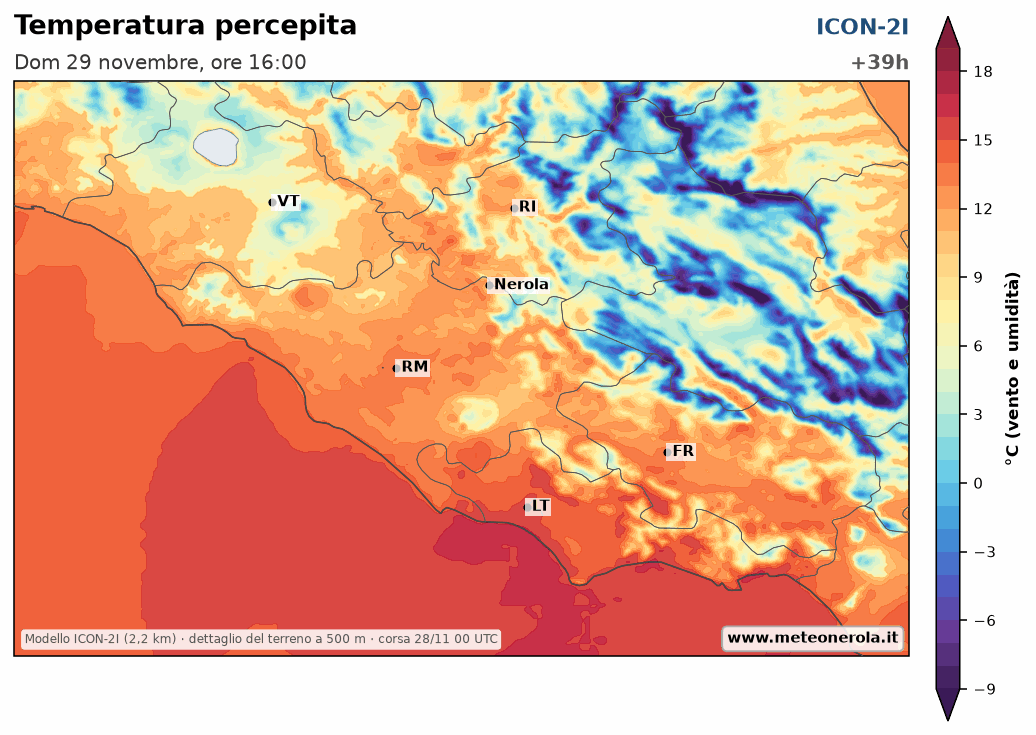 Temperatura percepita
ICON-2I
Dom 29 novembre, ore 16:00
+39h
VT
RI
Nerola
RM
FR
LT
Modello ICON-2I (2,2 km) · dettaglio del terreno a 500 m · corsa 28/11 00 UTC
www.meteonerola.it
18
15
12
9
6
3
0
−3
−6
−9
°C (vento e umidità)